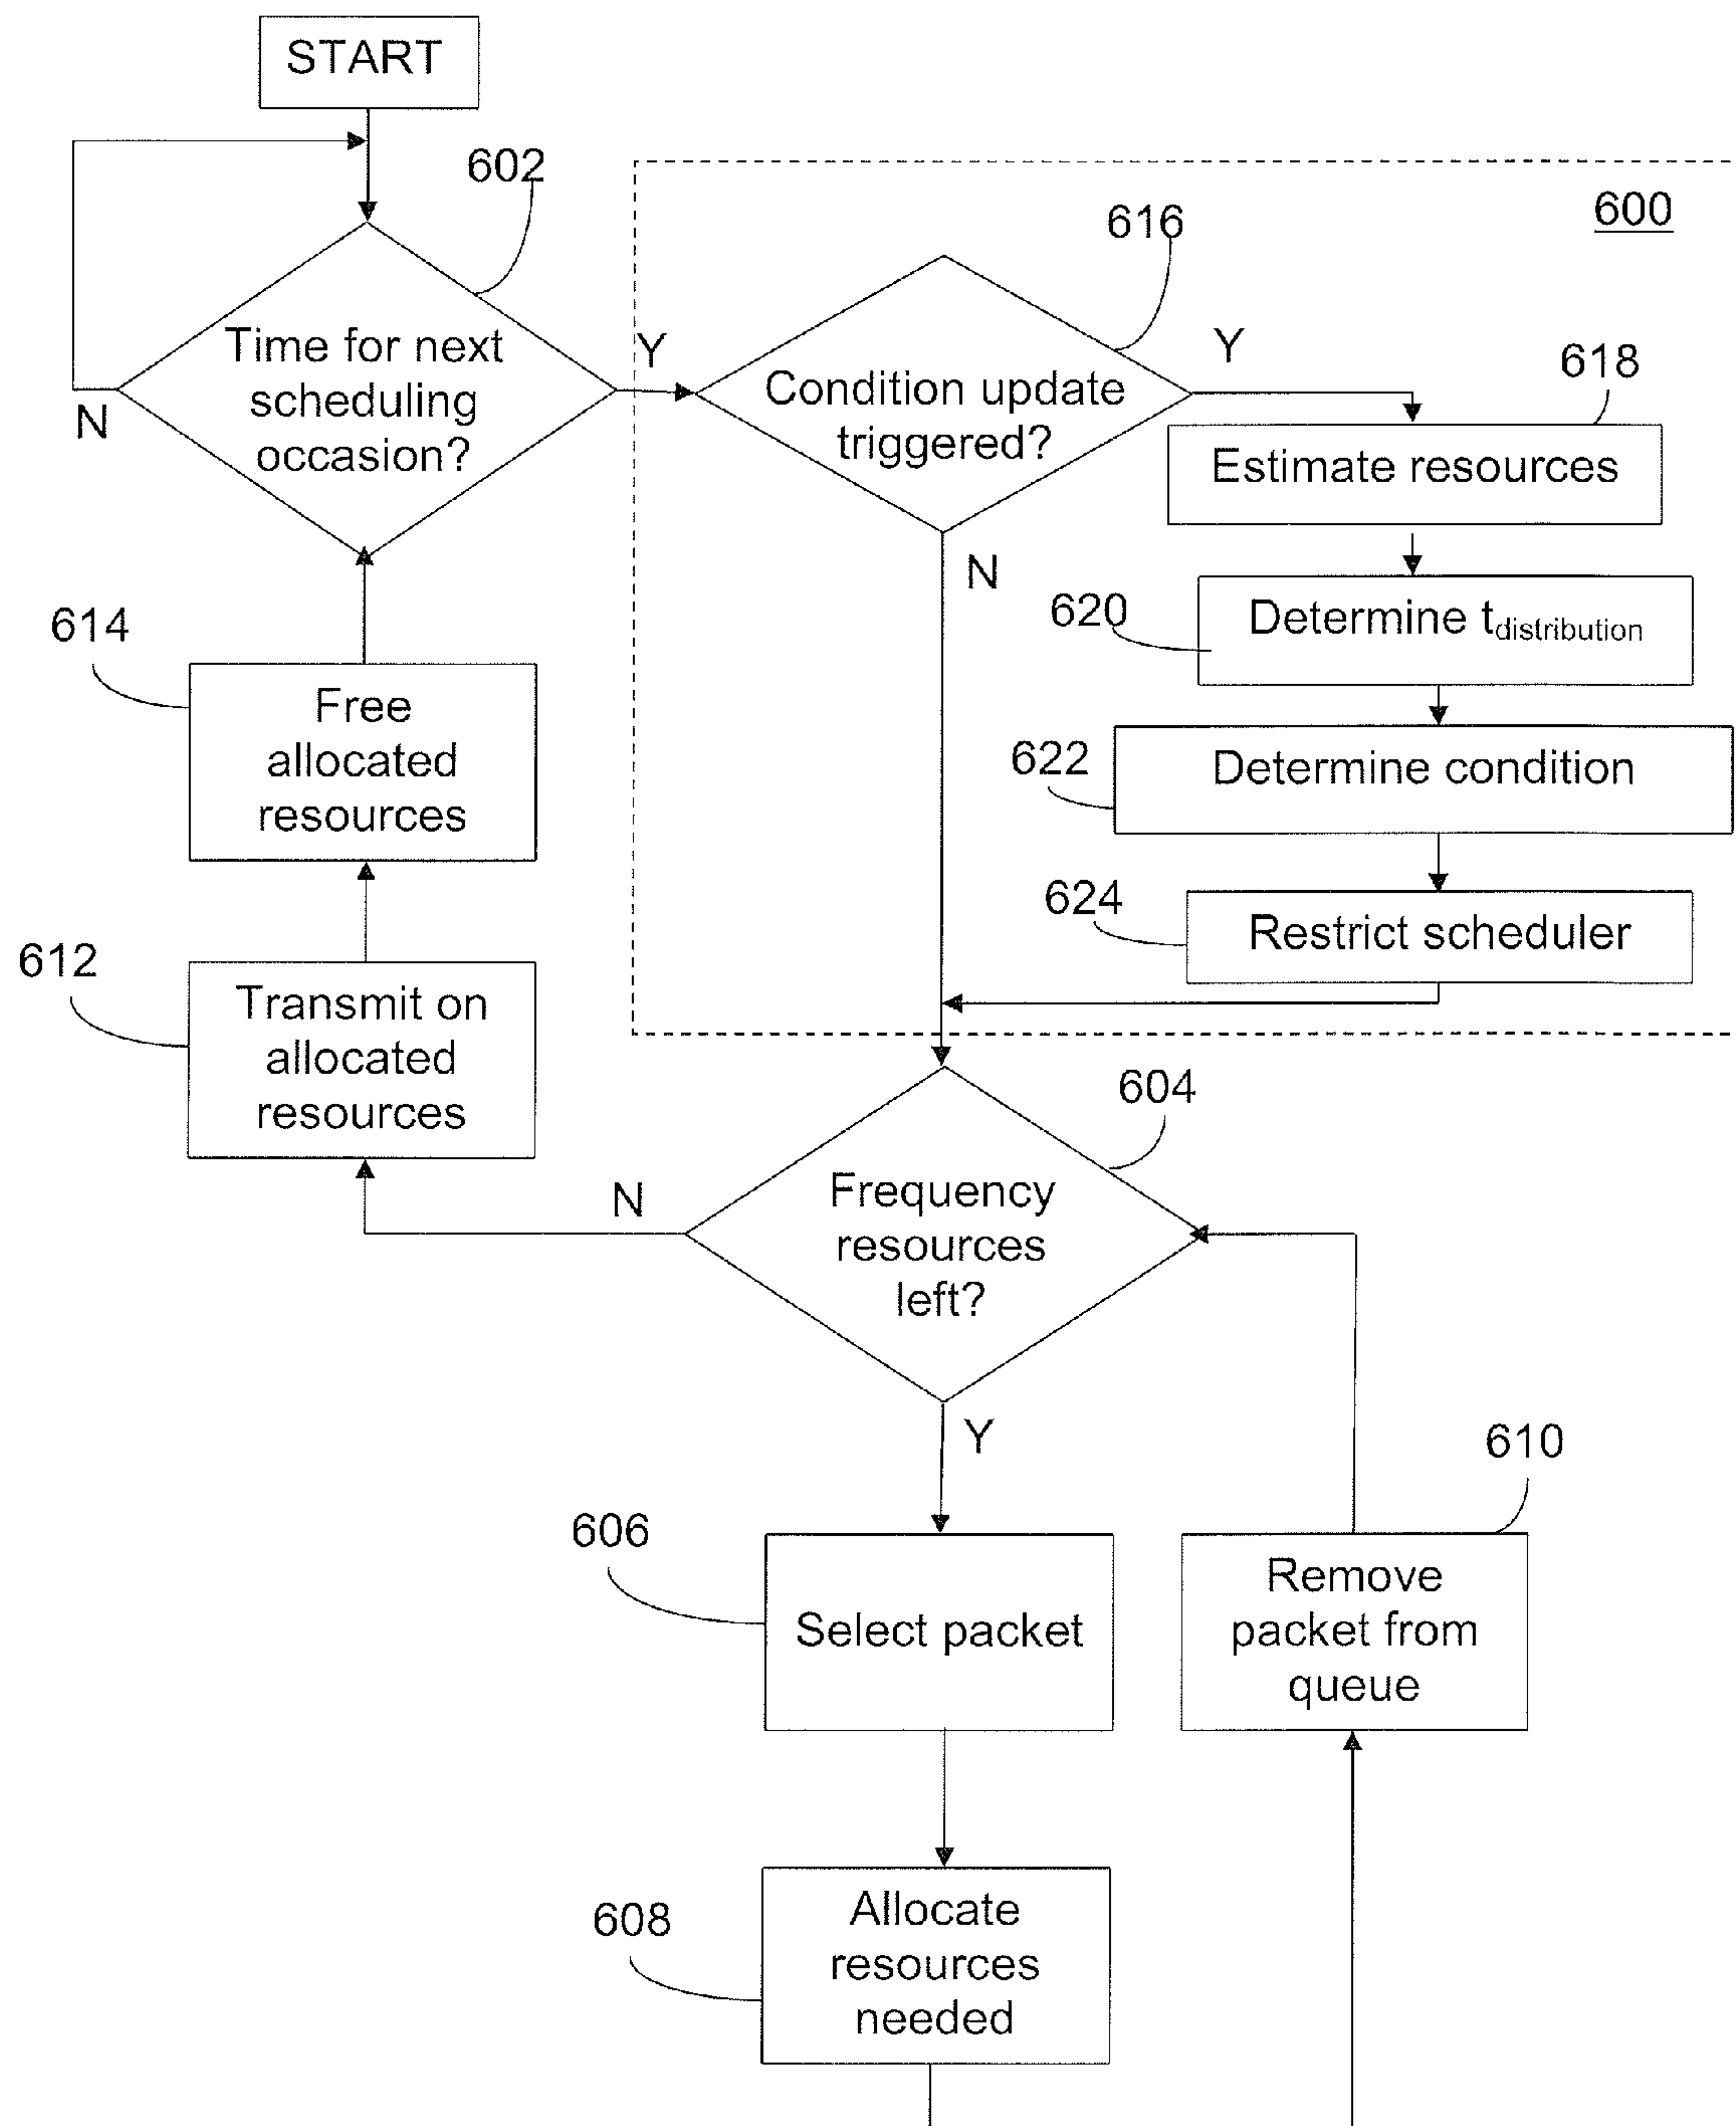 START
602
600
616
Time for next
scheduling
occasion?
N
Y
Condition update
triggered?
Y
N
618
Estimate resources
620
Determine tdistribution
622
Determine condition
624
Restrict scheduler
614
Free
allocated
resources
612
Transmit on
allocated
resources
604
Frequency
resources
left?
N
Y
606
Select packet
610
Remove
packet from
queue
608
Allocate
resources
needed